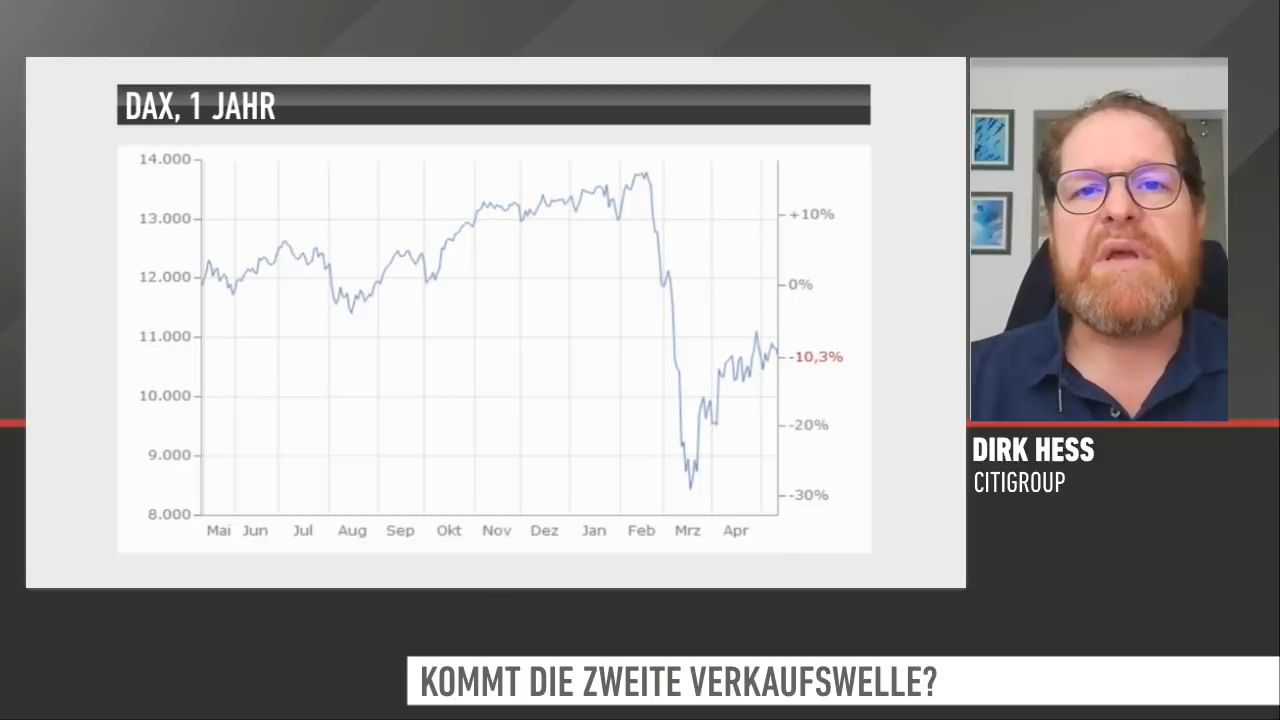 DAX, 1 JAHR
14.000
13.000
12.000
11.000
10.000
9.000
8.000
+10%
0%
-10,3%
-20%
-30%
Mai Jun Jul Aug Sep Okt Nov Dez Jan Feb Mrz Apr
DIRK HESS
CITIGROUP
KOMMT DIE ZWEITE VERKAUFSWELLE?